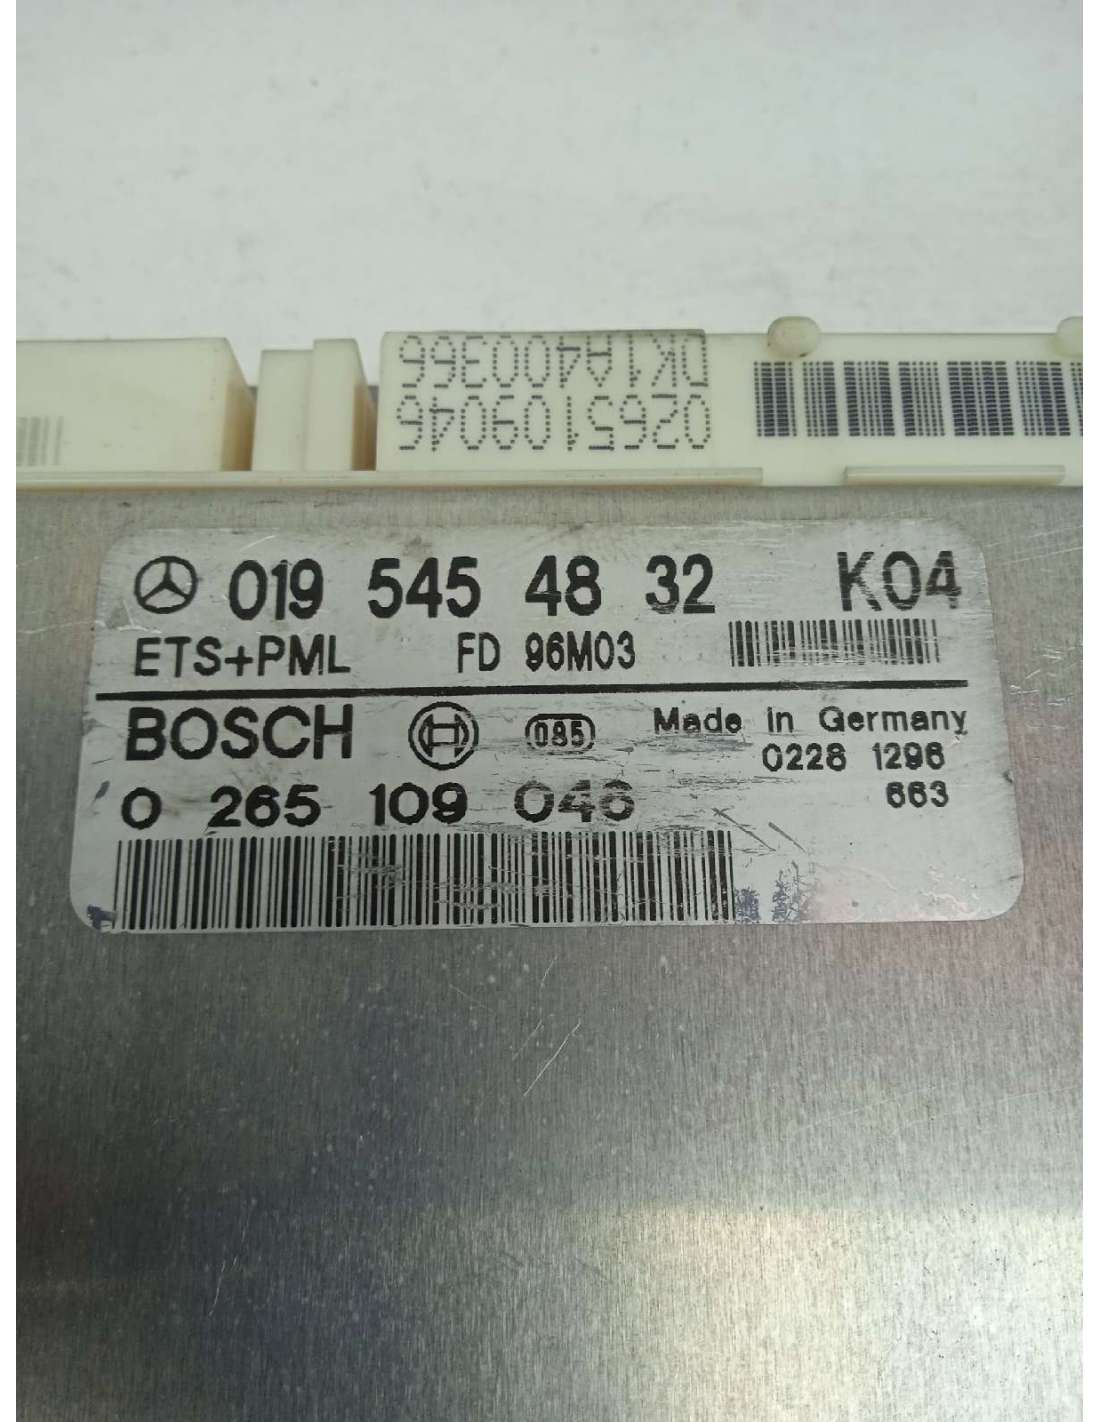 DK1A400366
0265109046
019 545 48 32 K04
ETS+PML FD 96M03
BOSCH 085 Made in Germany
0228 1296
0 265 109 046
663